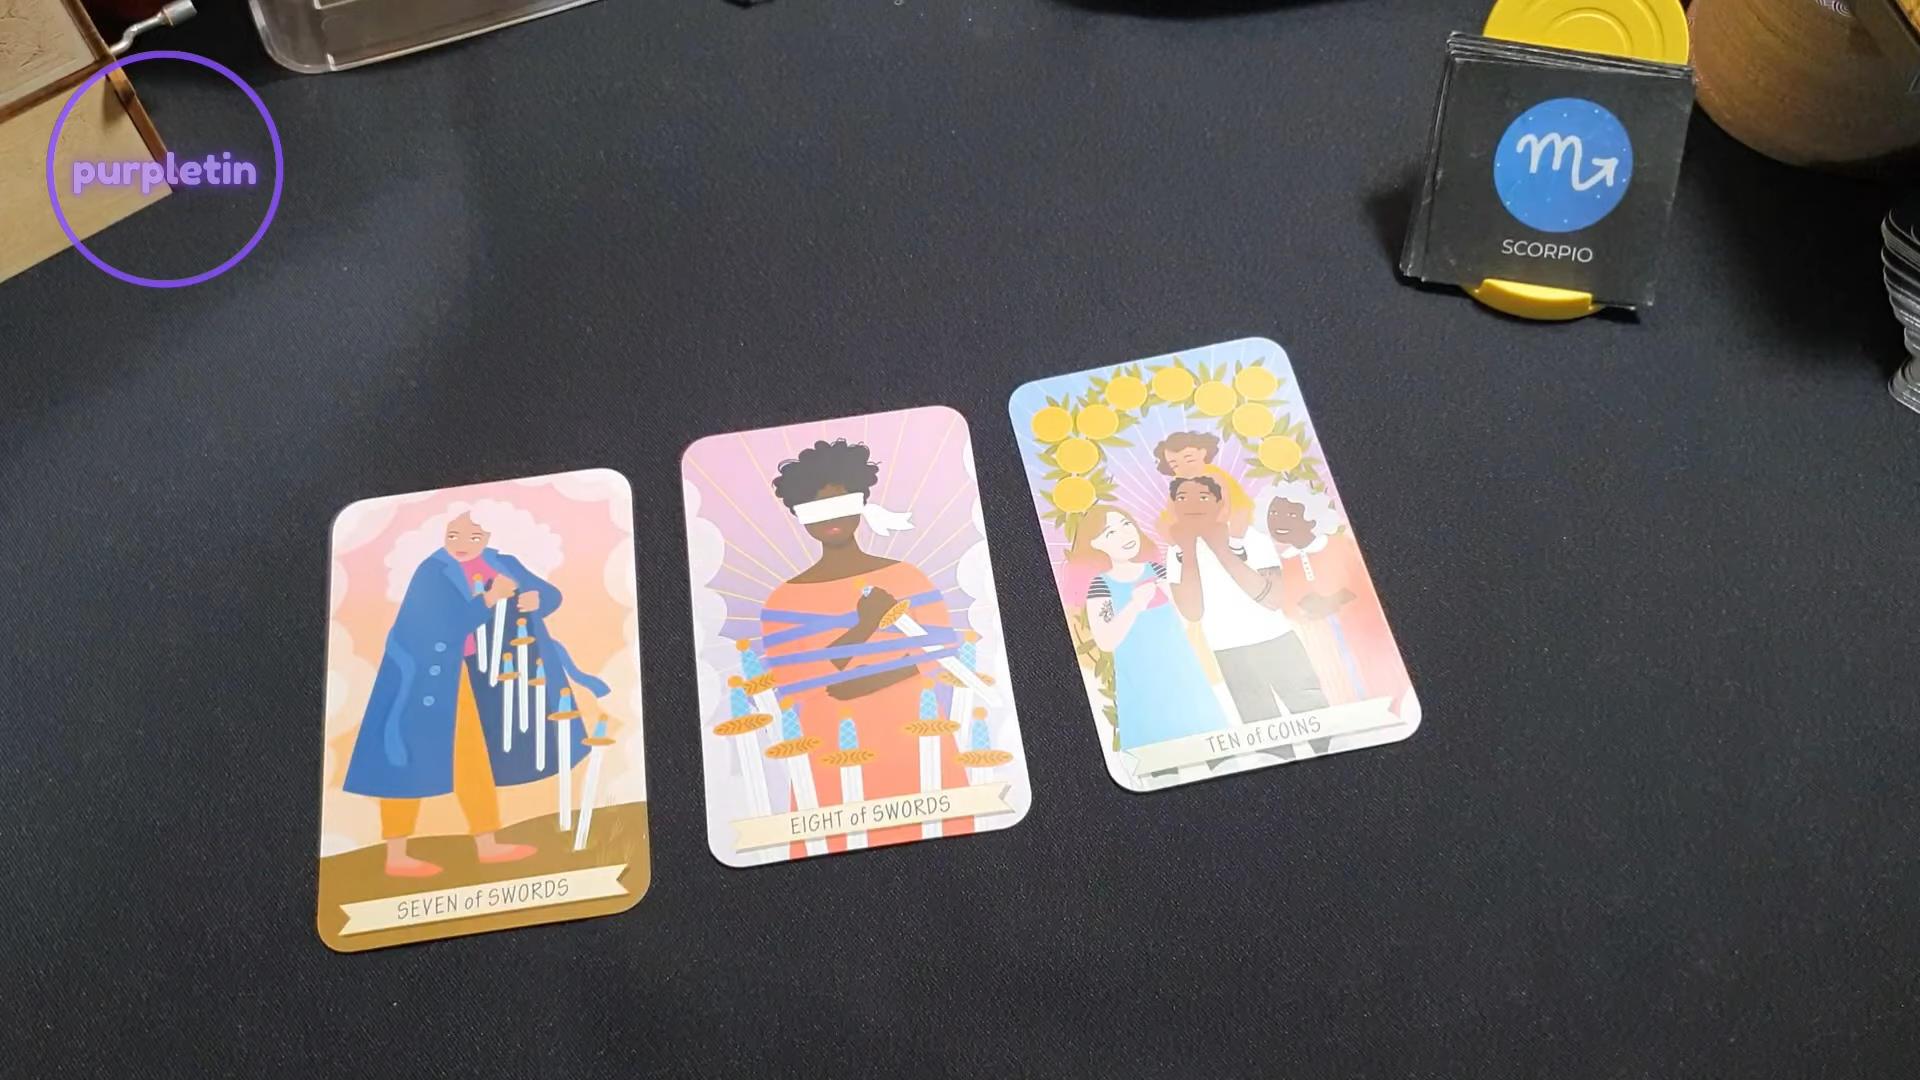 purpletin
SCORPIO
SEVEN of SWORDS
EIGHT of SWORDS
TEN of COINS